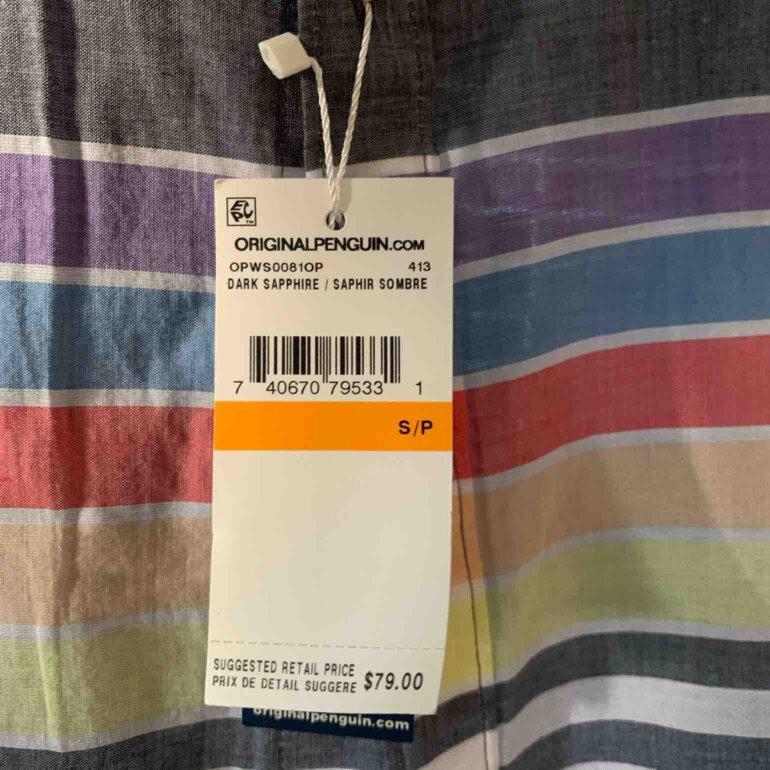 EPC™
ORIGINALPENGUIN.COM
OPWS0081OP 413
DARK SAPPHIRE / SAPHIR SOMBRE
7 40670 79533 1
S/P
SUGGESTED RETAIL PRICE
PRIX DE DETAIL SUGGERE $79.00
originalpenguin.com